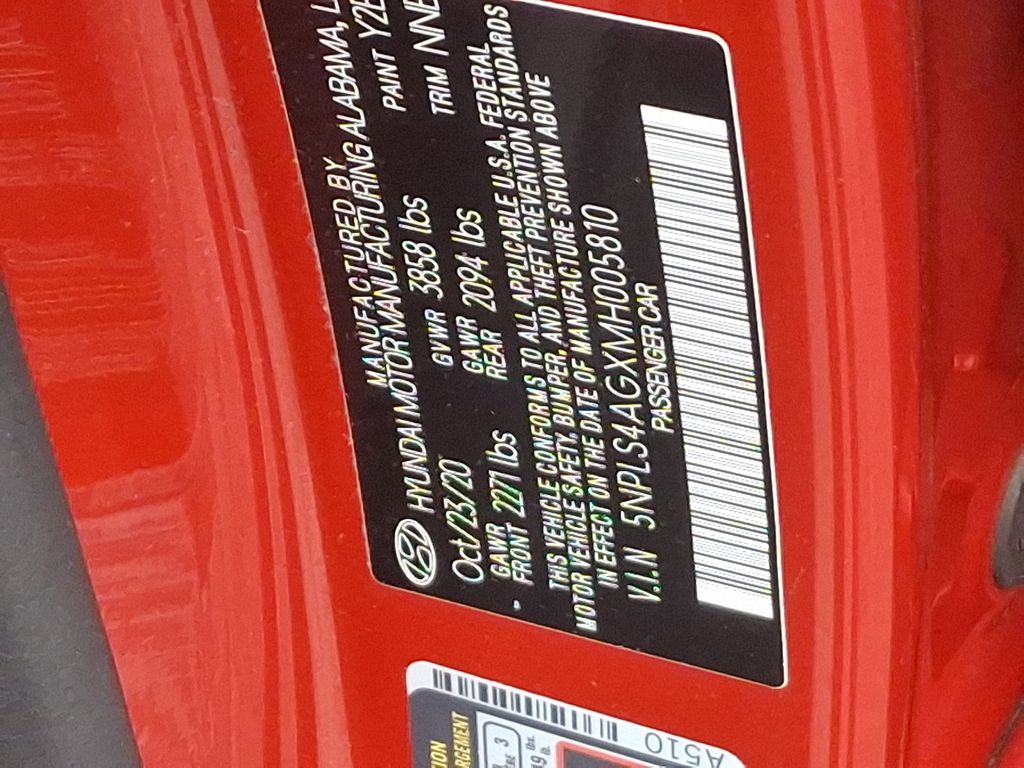 MANUFACTURED BY
HYUNDAI MOTOR MANUFACTURING ALABAMA,
Oct/23/20 GVWR 3858 lbs PAINT
GAWR FRONT 2271 lbs GAWR REAR 2094 lbs TRIM
THIS VEHICLE CONFORMS TO ALL APPLICABLE U.S.A. FEDERAL
MOTOR VEHICLE SAFETY, BUMPER, AND THEFT PREVENTION STANDARDS
IN EFFECT ON THE DATE OF MANUFACTURE SHOWN ABOVE
V.I.N 5NPLS4AGXMH005810
PASSENGER CAR
A510
3